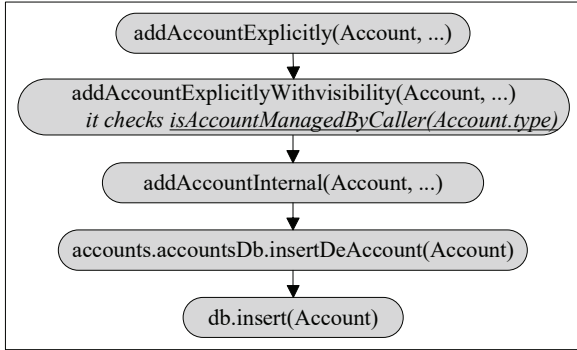 addAccountExplicitly(Account, ...)
addAccountExplicitlyWithvisibility(Account, ...)
it checks isAccountManagedByCaller(Account.type)
addAccountInternal(Account, ...)
accounts.accountsDb.insertDeAccount(Account)
db.insert(Account)